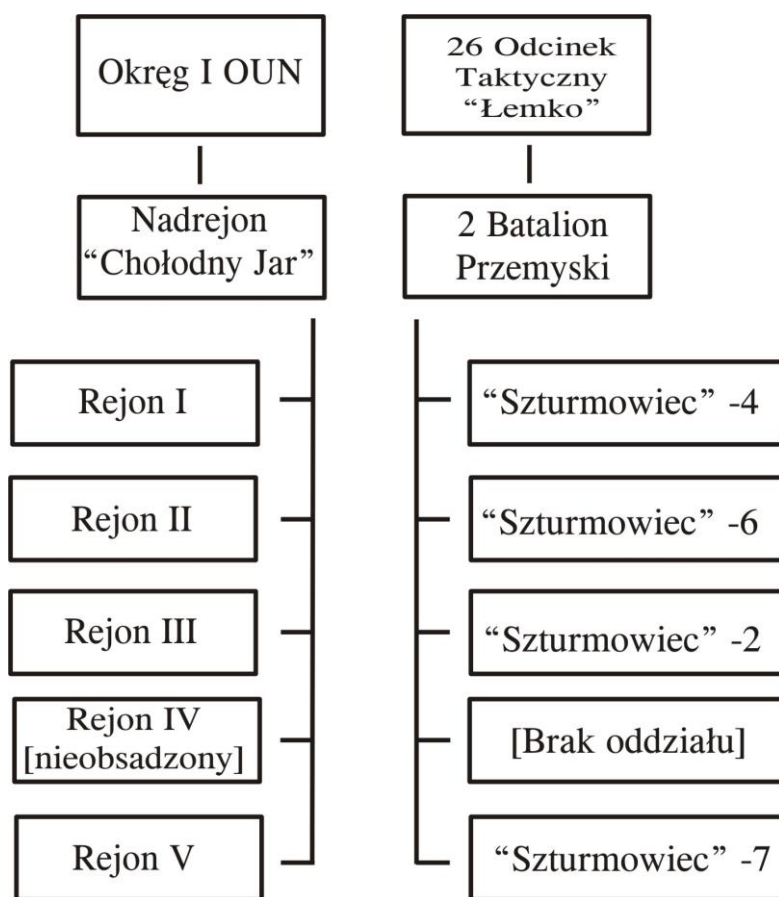 Okręg I OUN
26 Odcinek
Taktyczny
“Łemko”
Nadrejon
“Chołodny Jar”
2 Batalion
Przemyski
Rejon I
“Szturmowiec” -4
Rejon II
“Szturmowiec” -6
Rejon III
“Szturmowiec” -2
Rejon IV
[nieobsadzony]
[Brak oddziału]
Rejon V
“Szturmowiec” -7